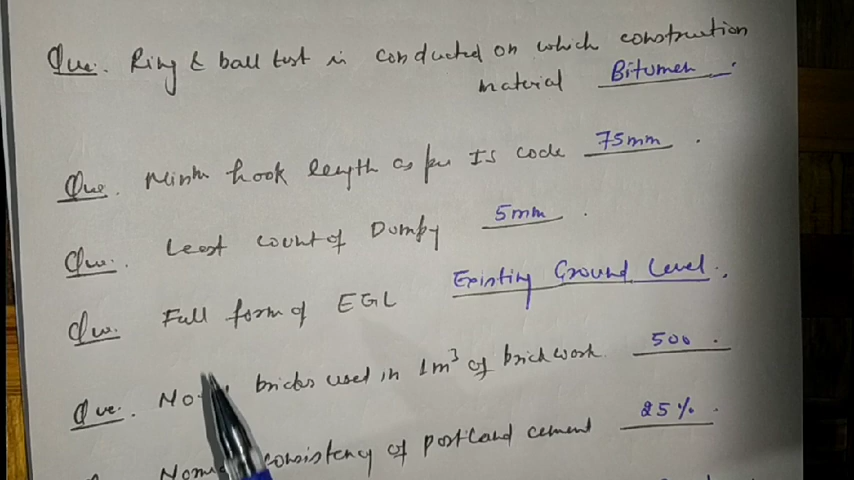 Que. Ring & ball test is conducted on which construction
material Bitumen.
Que. Minm hook length as per IS code 75mm.
Que. Least count of Dumpy 5mm.
Que. Full form of EGL Existing Ground Level.
Que. No. bricks used in 1m³ of brickwork. 500.
consistency of portland cement 25%.